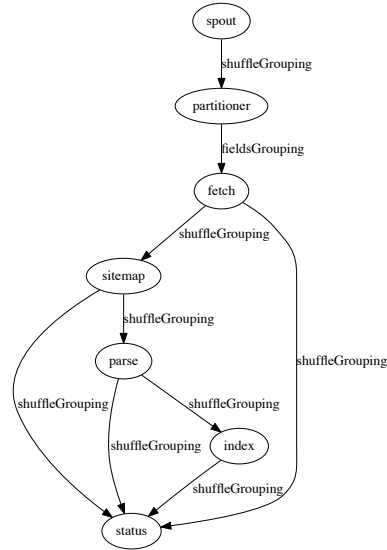 spout
shuffleGrouping
partitioner
fieldsGrouping
fetch
shuffleGrouping
sitemap
shuffleGrouping
parse
shuffleGrouping
shuffleGrouping
shuffleGrouping
shuffleGrouping
index
shuffleGrouping
status